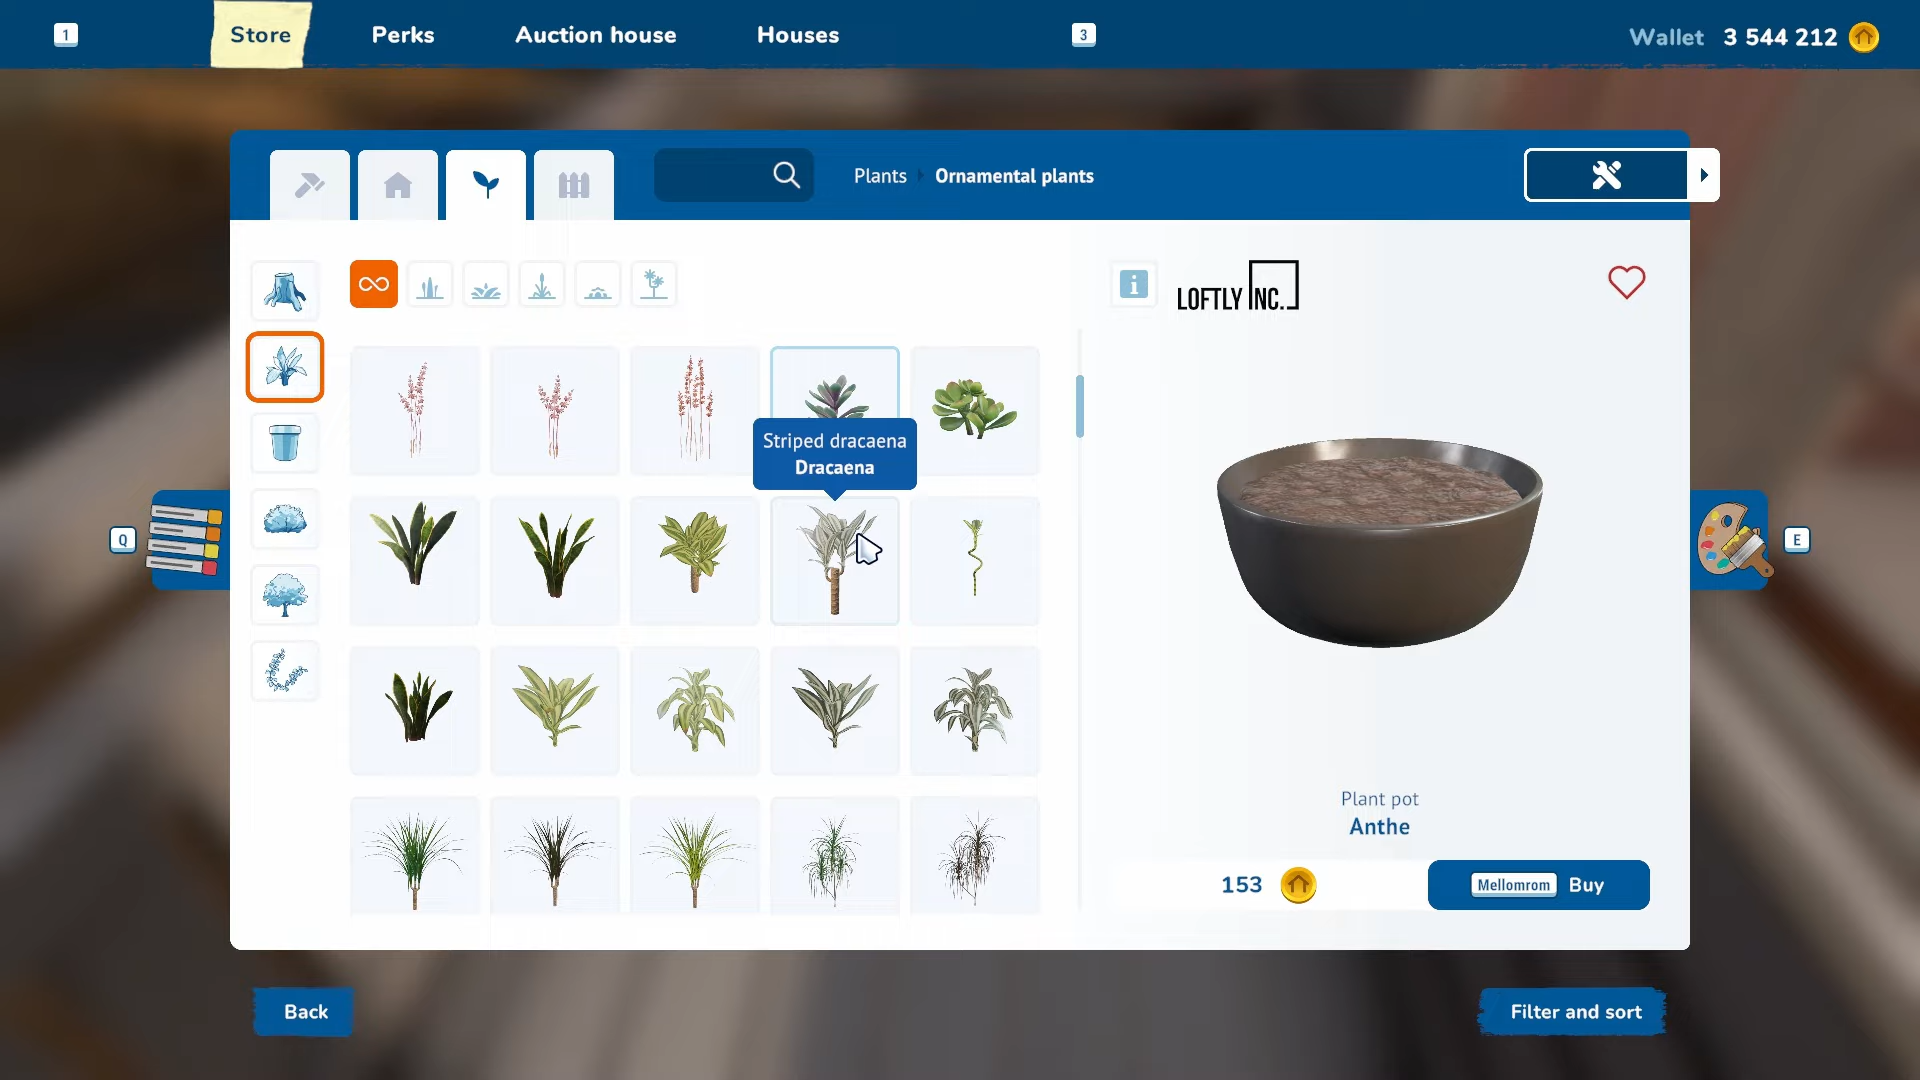 1
Store
Perks
Auction house
Houses
3
Wallet 3 544 212
Plants
Ornamental plants
i
LOFTLY INC.
Striped dracaena
Dracaena
Q
E
Plant pot
Anthe
153
Mellomrom Buy
Back
Filter and sort